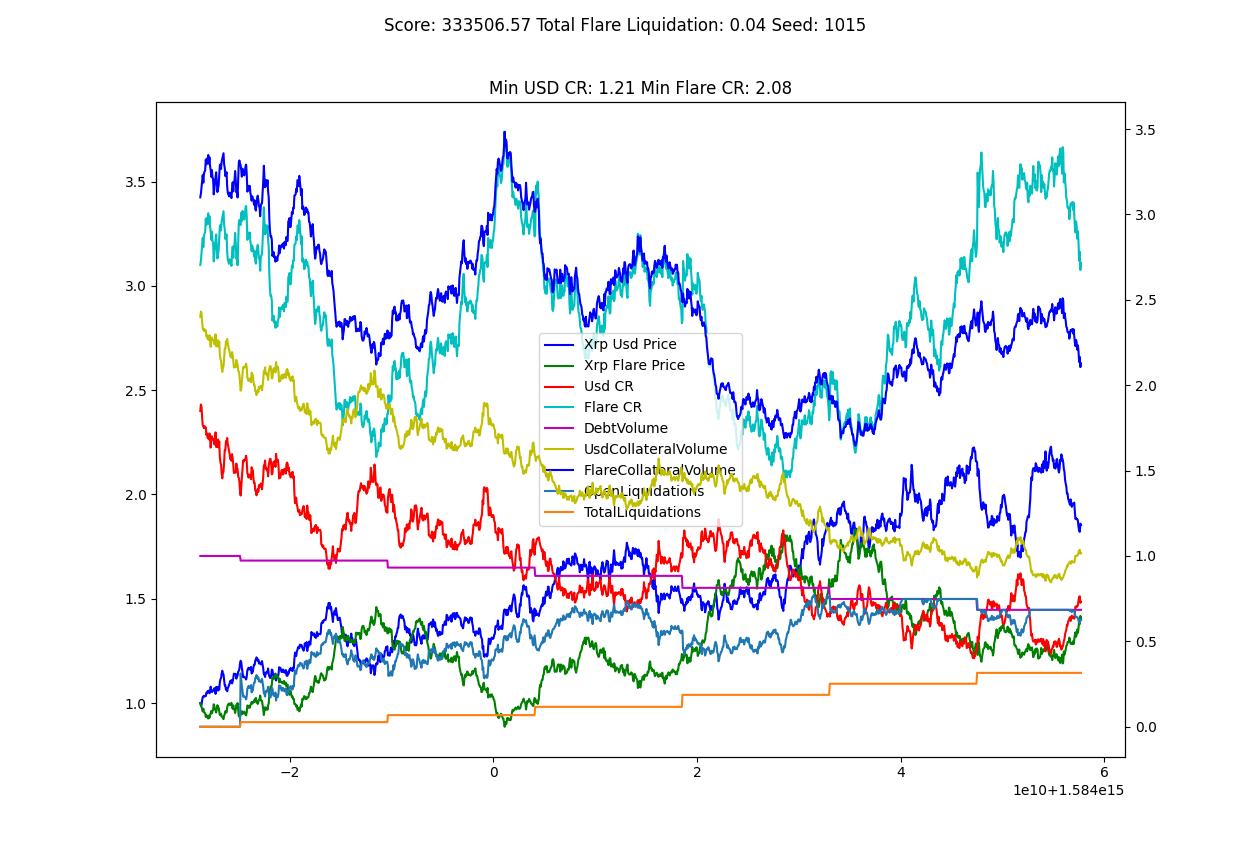 Score: 333506.57 Total Flare Liquidation: 0.04 Seed: 1015
Min USD CR: 1.21 Min Flare CR: 2.08
3.5
3.0
2.5
2.0
1.5
1.0
3.5
3.0
2.5
2.0
1.5
1.0
0.5
0.0
Xrp Usd Price
Xrp Flare Price
Usd CR
Flare CR
DebtVolume
UsdCollateralVolume
FlareCollateralVolume
OpenLiquidations
TotalLiquidations
−2 0 2 4 6
1e10+1.584e15